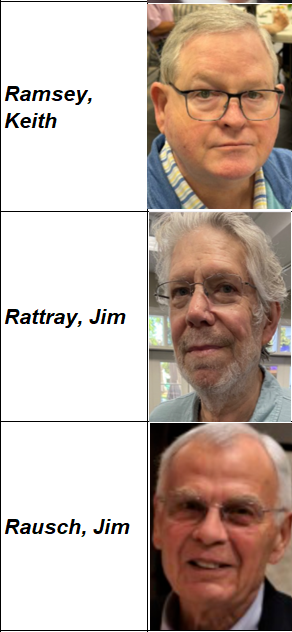 Ramsey,
Keith
Rattray, Jim
Rausch, Jim